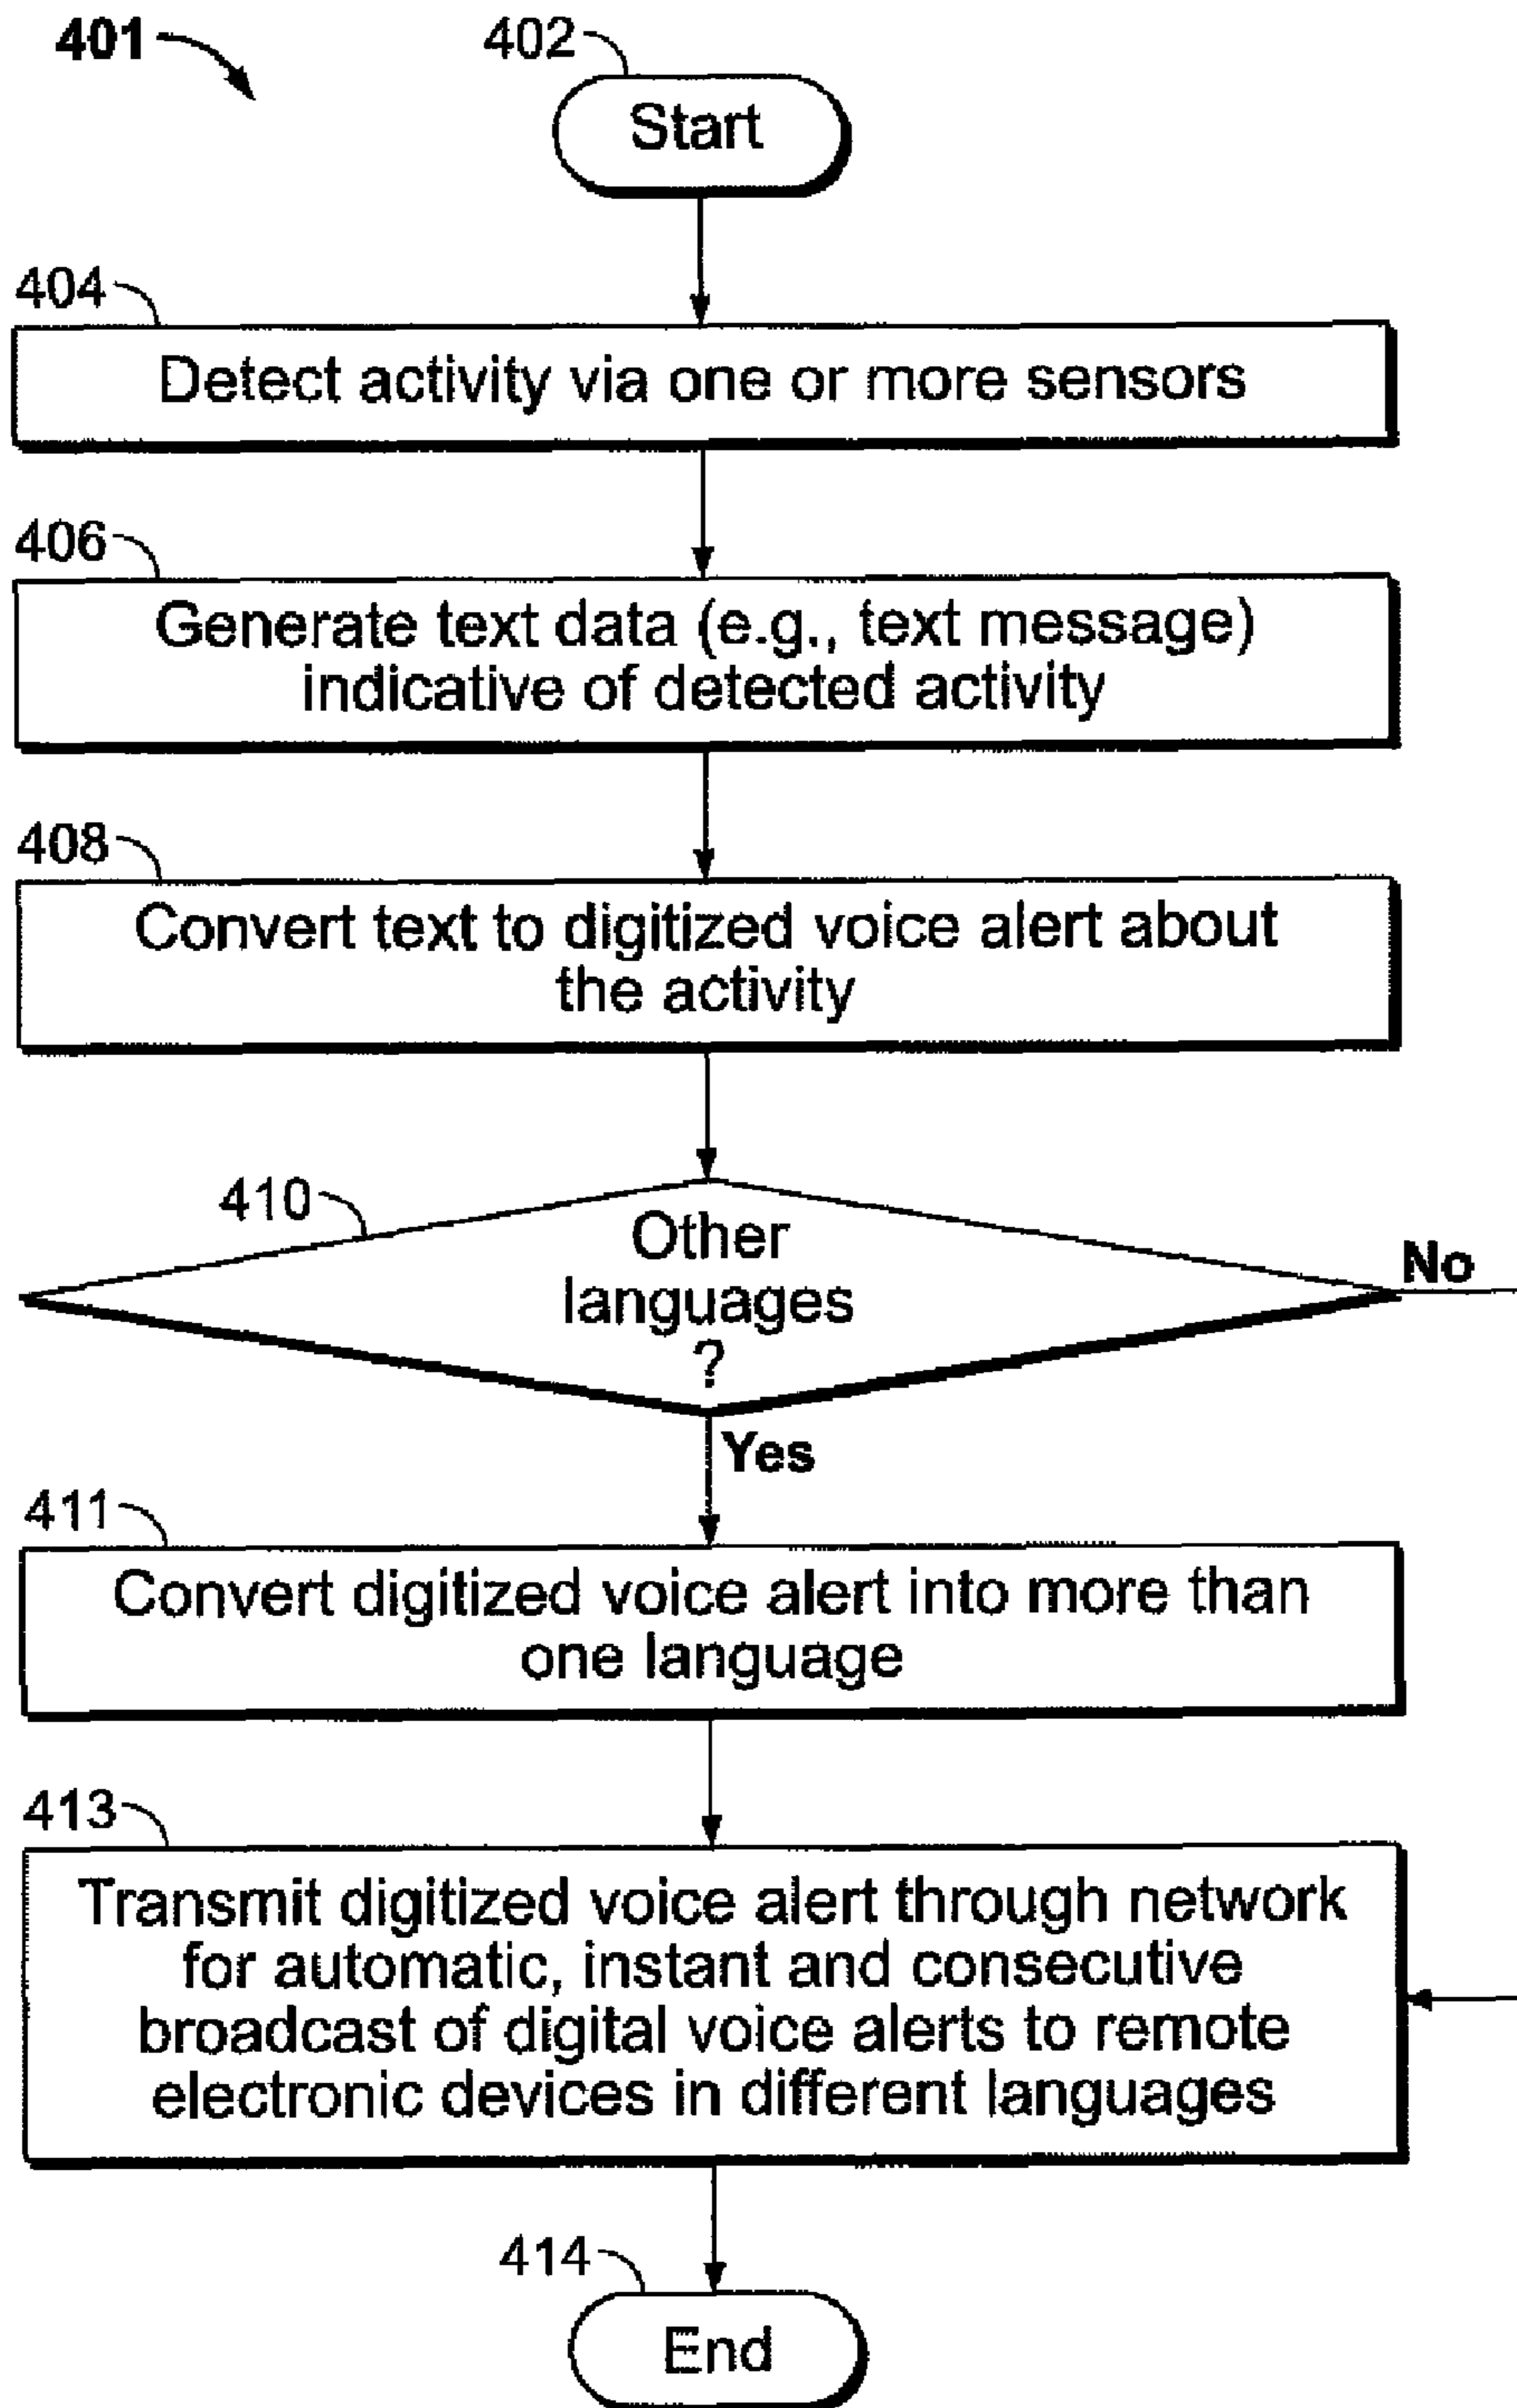 401
402
Start
404
Detect activity via one or more sensors
406
Generate text data (e.g., text message)
indicative of detected activity
408
Convert text to digitized voice alert about
the activity
410
Other
languages
?
No
Yes
411
Convert digitized voice alert into more than
one language
413
Transmit digitized voice alert through network
for automatic, instant and consecutive
broadcast of digital voice alerts to remote
electronic devices in different languages
414
End